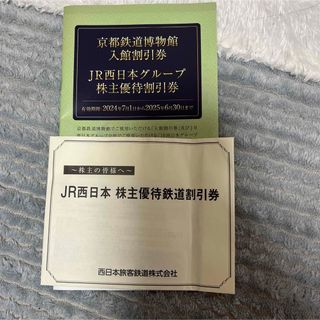 京都鉄道博物館
入館割引券
JR西日本グループ
株主優待割引券
有効期間：2024年7月1日から2025年6月30日まで
～株主の皆様へ～
JR西日本 株主優待鉄道割引券
西日本旅客鉄道株式会社